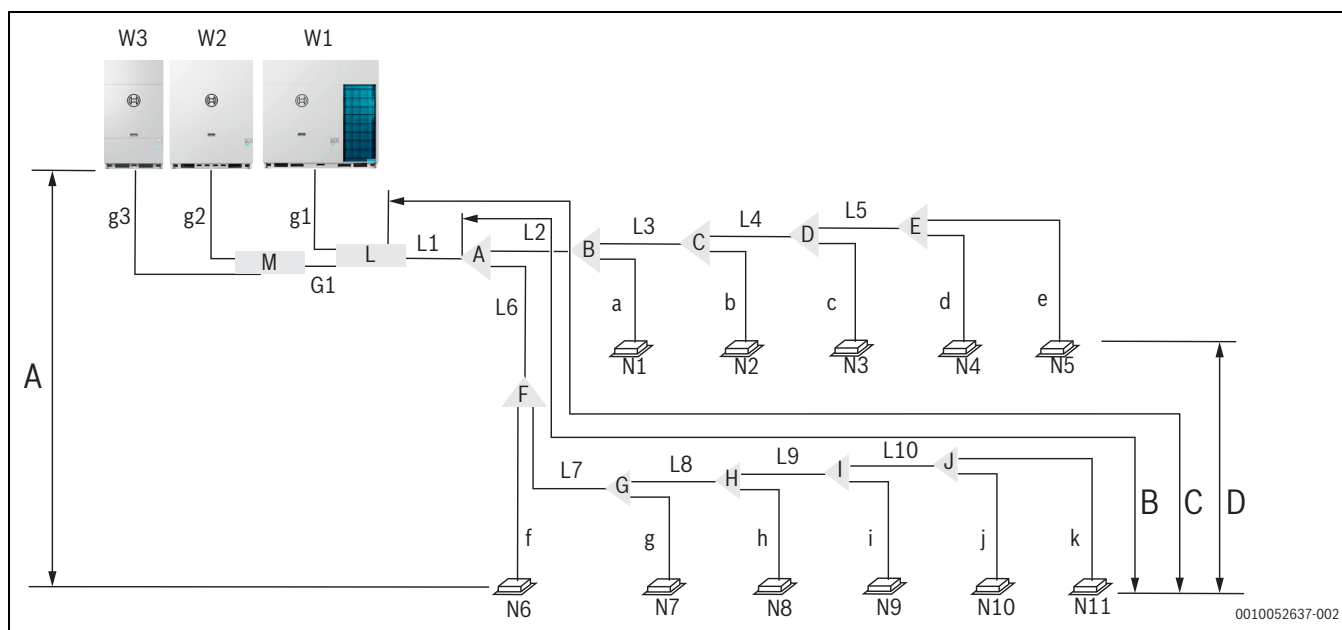 W3 W2 W1
g3 g2 g1
L1 L2 L3 L4 L5
M L A B C D E
G1
L6 a b c d e
N1 N2 N3 N4 N5
A
F
L7 L8 L9 L10
G H I J
B C D
f g h i j k
N6 N7 N8 N9 N10 N11
0010052637-002